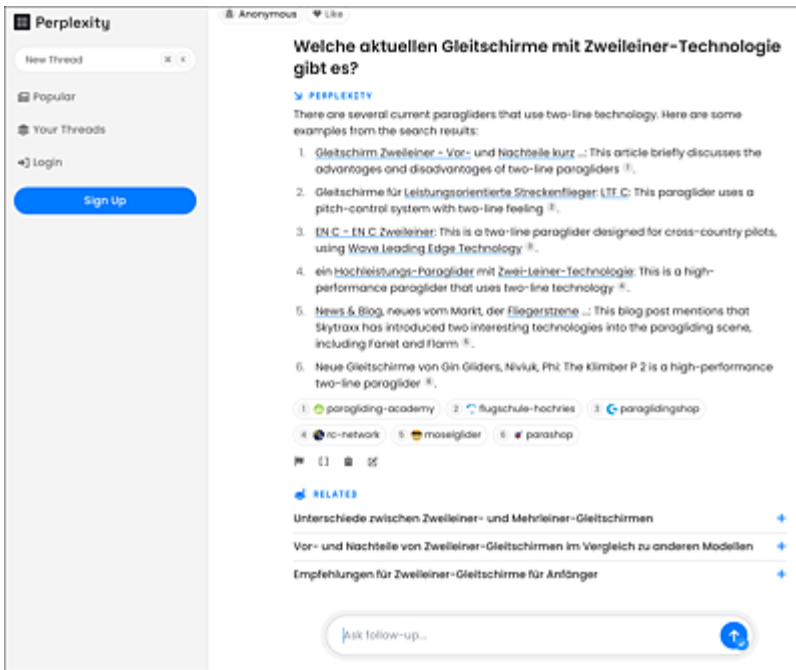 Perplexity
New Thread
⌘ K
Popular
Your Threads
Login
Sign Up
Anonymous
Like
Welche aktuellen Gleitschirme mit Zweileiner-Technologie
gibt es?
PERPLEXITY
There are several current paragliders that use two-line technology. Here are some
examples from the search results:
1. Gleitschirm Zweileiner - Vor- und Nachteile kurz ...: This article briefly discusses the
advantages and disadvantages of two-line paragliders 1.
2. Gleitschirme für Leistungsorientierte Streckenflieger: LTF C: This paraglider uses a
pitch-control system with two-line feeling 2.
3. EN C - EN C Zweileiner: This is a two-line paraglider designed for cross-country pilots,
using Wave Leading Edge Technology 3.
4. ein Hochleistungs-Paraglider mit Zwei-Leiner-Technologie: This is a high-
performance paraglider that uses two-line technology 4.
5. News & Blog, neues vom Markt, der Fliegerstzene ...: This blog post mentions that
Skytraxx has introduced two interesting technologies into the paragliding scene,
including Fanet and Flarm 5.
6. Neue Gleitschirme von Gin Gliders, Niviuk, Phi: The Klimber P 2 is a high-performance
two-line paraglider 6.
1 paragliding-academy 2 flugschule-hochries 3 paraglidingshop
4 rc-network 5 moselglider 6 parashop
RELATED
Unterschiede zwischen Zweileiner- und Mehrleiner-Gleitschirmen
Vor- und Nachteile von Zweileiner-Gleitschirmen im Vergleich zu anderen Modellen
Empfehlungen für Zweileiner-Gleitschirme für Anfänger
Ask follow-up...